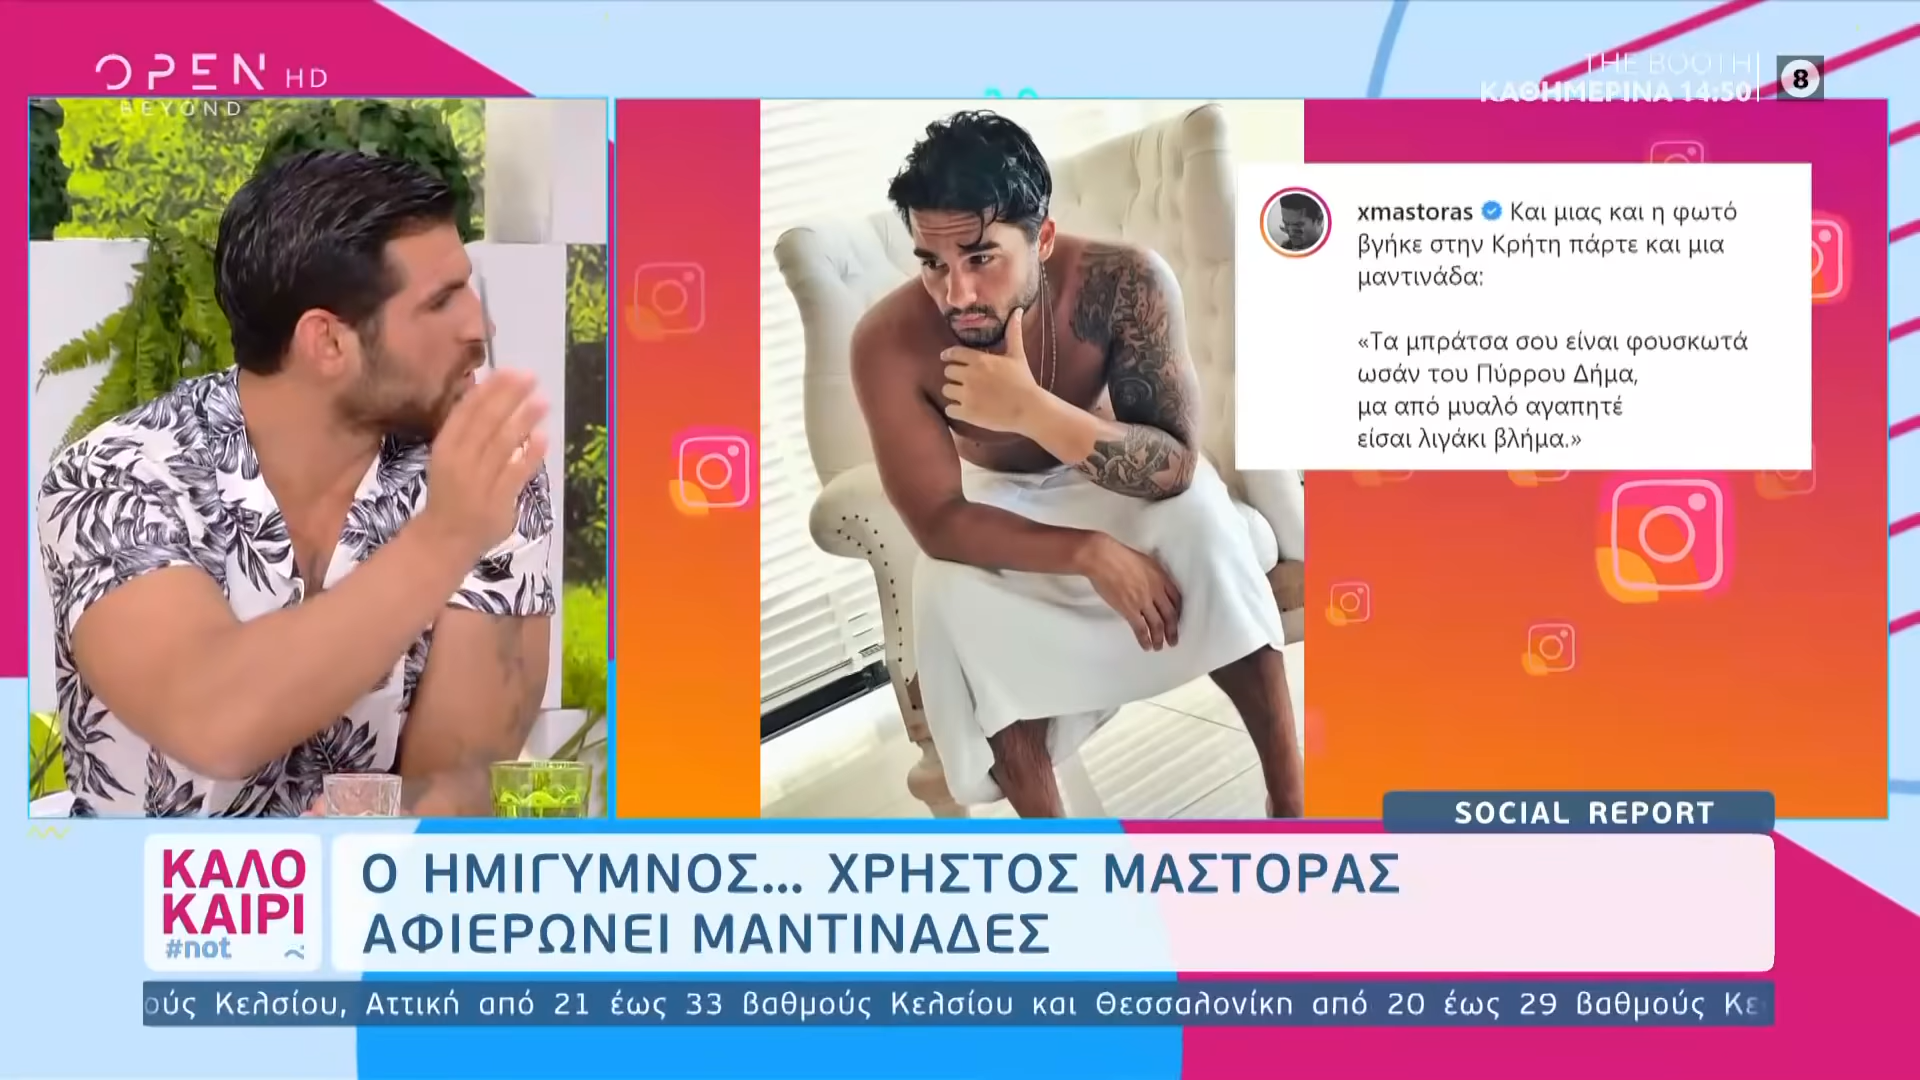 OPEN HD
BEYOND
THE BOOTH
ΚΑΘΗΜΕΡΙΝΑ 14:50
8
xmastoras Και μιας και η φωτό
βγήκε στην Κρήτη πάρτε και μια
μαντινάδα:
«Τα μπράτσα σου είναι φουσκωτά
ωσάν του Πύρρου Δήμα,
μα από μυαλό αγαπητέ
είσαι λιγάκι βλήμα.»
SOCIAL REPORT
ΚΑΛΟ
ΚΑΙΡΙ
#not
Ο ΗΜΙΓΥΜΝΟΣ... ΧΡΗΣΤΟΣ ΜΑΣΤΟΡΑΣ
ΑΦΙΕΡΩΝΕΙ ΜΑΝΤΙΝΑΔΕΣ
ούς Κελσίου, Αττική από 21 έως 33 βαθμούς Κελσίου και Θεσσαλονίκη από 20 έως 29 βαθμούς Κε